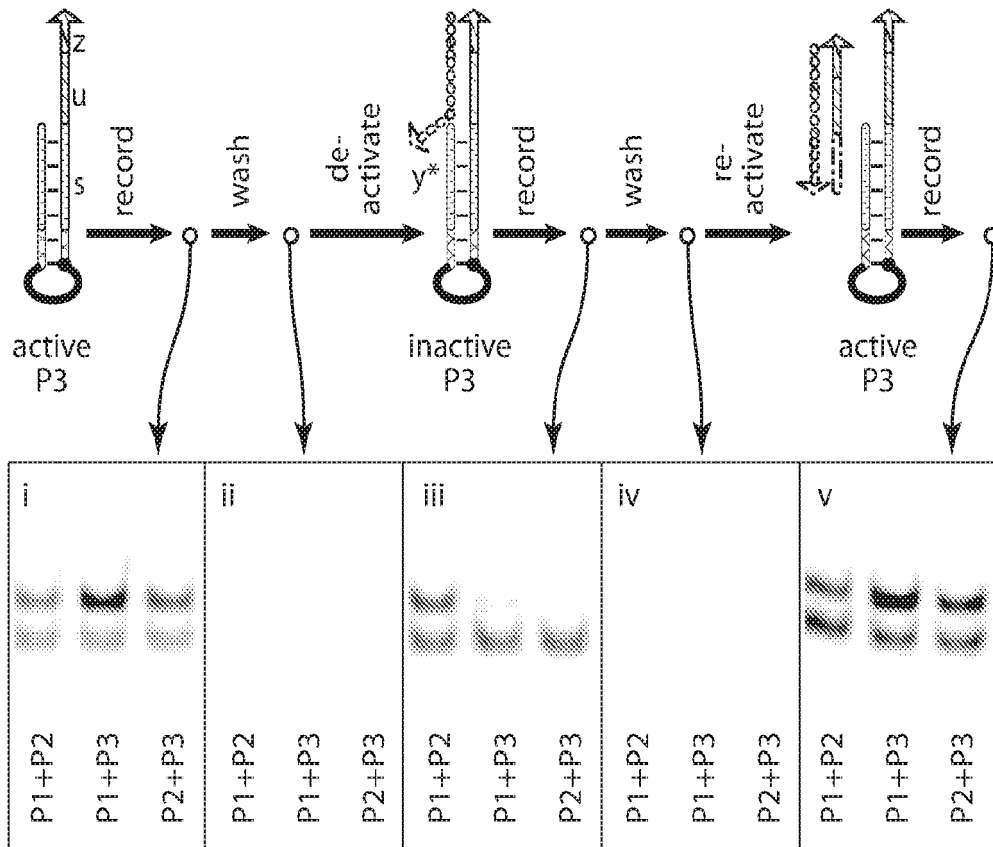 z
u
s
record
wash
de-
activate
y*
record
wash
re-
activate
record
active
P3
inactive
P3
active
P3
i
ii
iii
iv
v
P1+P2
P1+P3
P2+P3
P1+P2
P1+P3
P2+P3
P1+P2
P1+P3
P2+P3
P1+P2
P1+P3
P2+P3
P1+P2
P1+P3
P2+P3